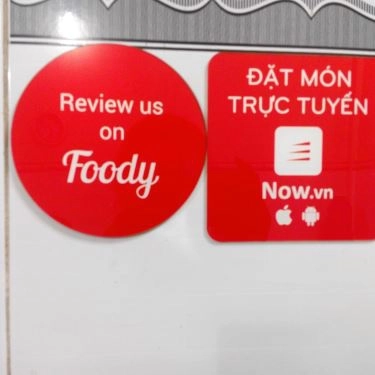 Review us
on
Foody
ĐẶT MÓN
TRỰC TUYẾN
Now.vn